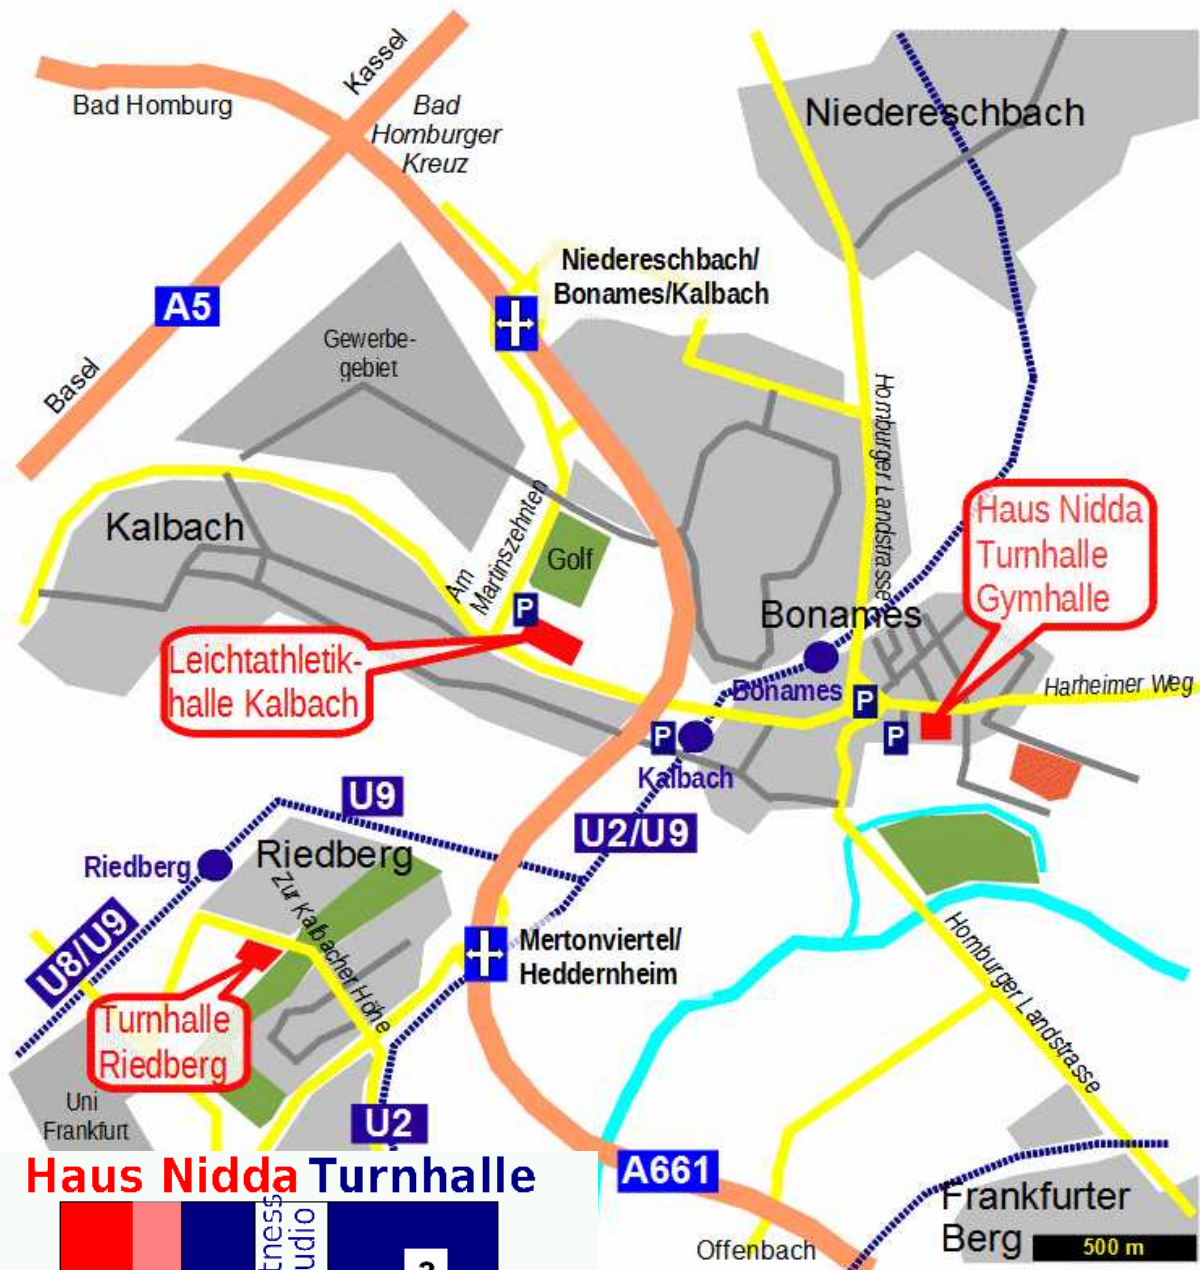 Kassel
Bad Homburg
Bad
Homburger
Kreuz
Niedereschbach
A5
Niedereschbach/
Bonames/Kalbach
Gewerbe-
gebiet
Basel
Homburger Landstrasse
Kalbach
Am
Martinszehnten
Golf
P
Haus Nidda
Turnhalle
Gymhalle
Bonames
Leichtathletik-
halle Kalbach
Bonames
P
Harheimer Weg
P
P
Kalbach
U9
U2/U9
Riedberg
Riedberg
Zur Kalbacher Höhe
U8/U9
Mertonviertel/
Heddernheim
Homburger Landstrasse
Turnhalle
Riedberg
Uni
Frankfurt
U2
A661
Haus Nidda Turnhalle
Frankfurter
Berg
500 m
Offenbach